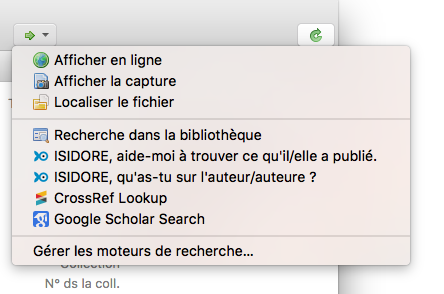 Afficher en ligne
Afficher la capture
Localiser le fichier
Recherche dans la bibliothèque
ISIDORE, aide-moi à trouver ce qu'il/elle a publié.
ISIDORE, qu'as-tu sur l'auteur/auteure ?
CrossRef Lookup
Google Scholar Search
Gérer les moteurs de recherche...
Collection
N° ds la coll.